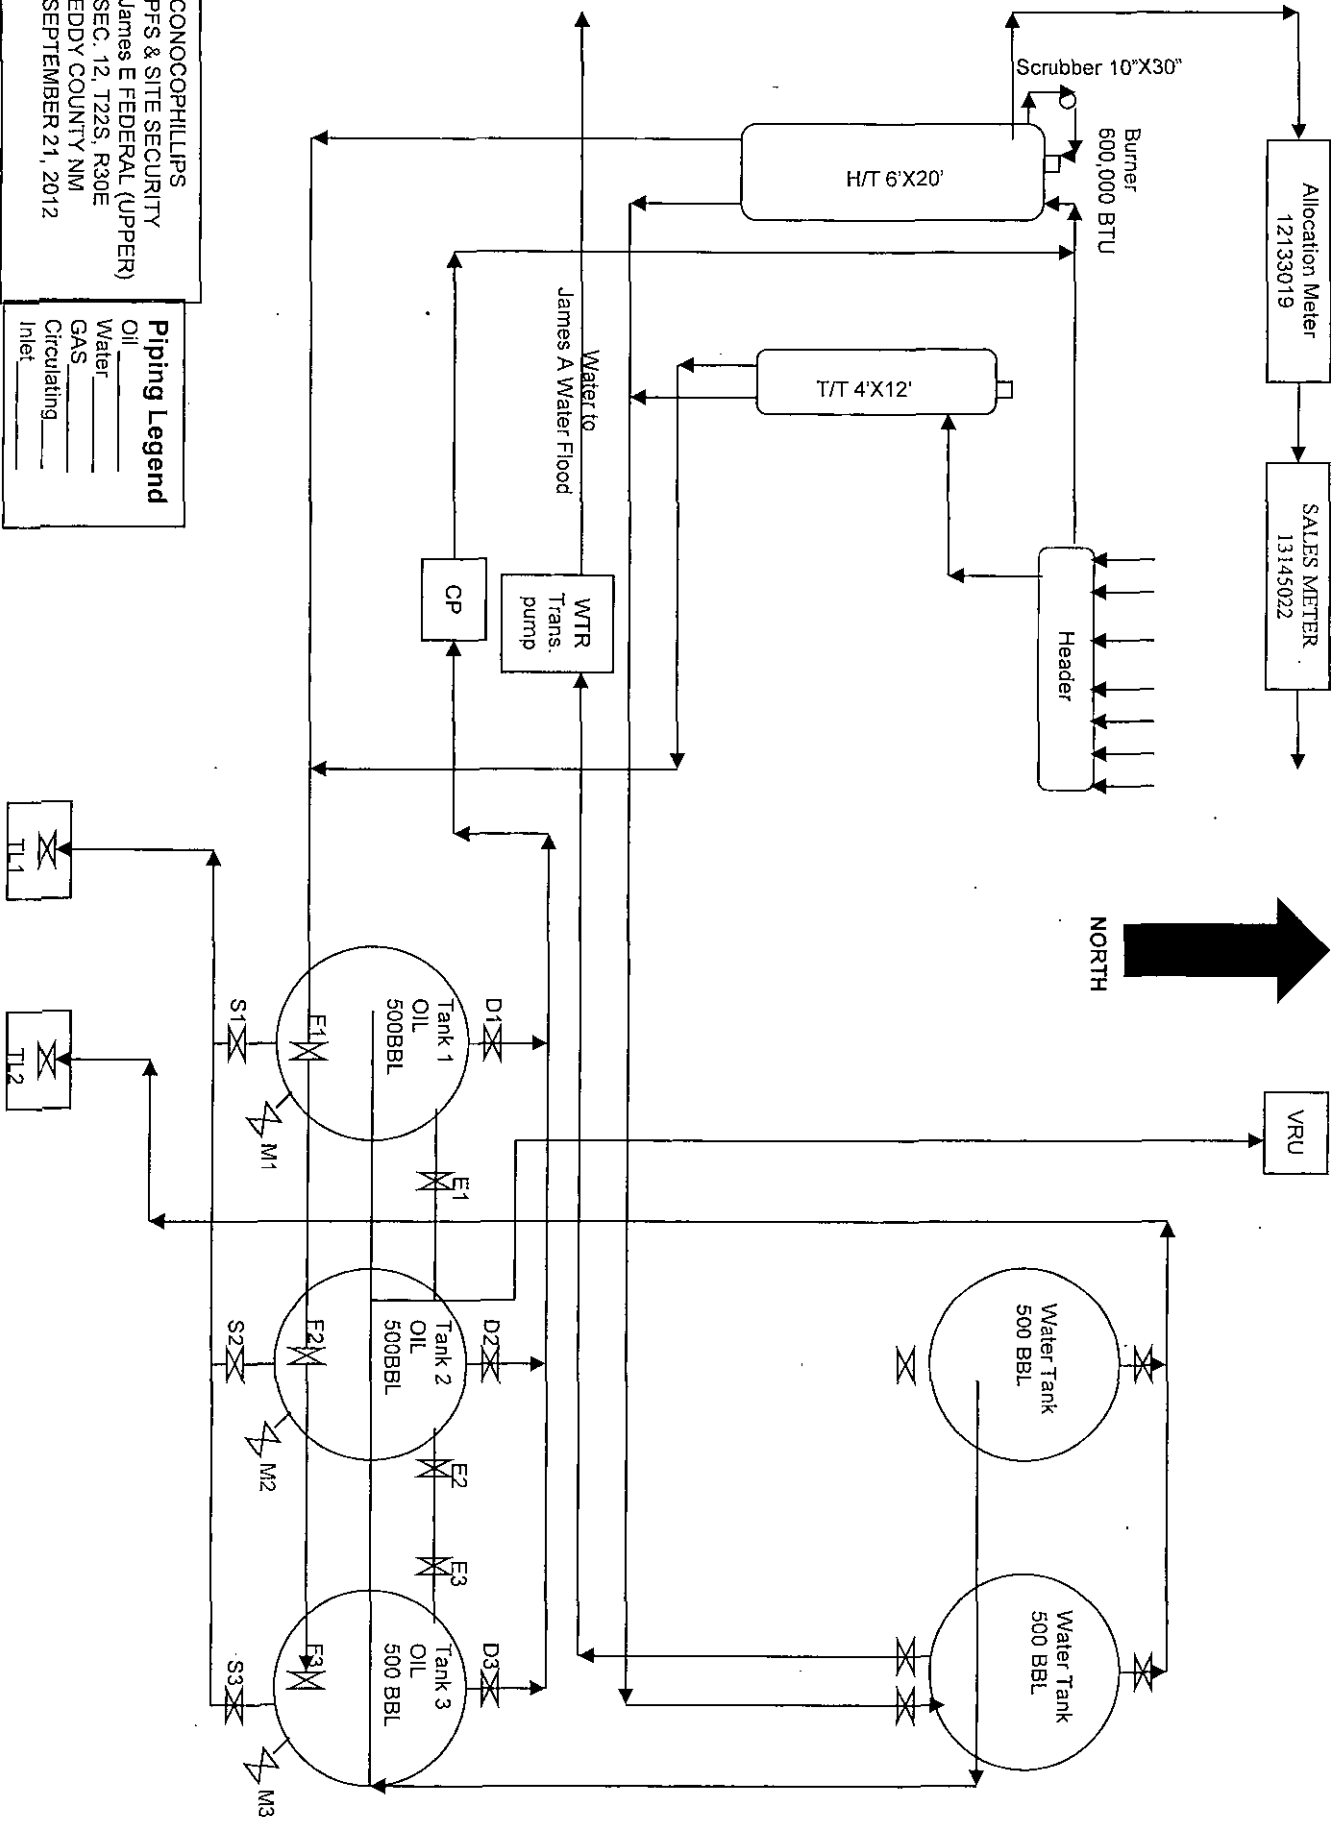 Scrubber 10"X30"
Burner
600,000 BTU
H/T 6'X20'
Allocation Meter
12133019
SALES METER
13145022
T/T 4'X12'
Header
Water to
James A Water Flood
CP
WTR
Trans.
pump
NORTH
VRU
CONOCOPHILLIPS
PFS & SITE SECURITY
James E FEDERAL (UPPER)
SEC. 12, T22S, R30E
EDDY COUNTY NM
SEPTEMBER 21, 2012
Piping Legend
Oil
Water
GAS
Circulating
Inlet
TL1
TL2
Tank 1
OIL
500BBL
D1
F1
S1
M1
E1
Tank 2
OIL
500BBL
D2
F2
S2
M2
E2
E3
Tank 3
OIL
500 BBL
D3
F3
S3
M3
Water Tank
500 BBL
Water Tank
500 BBL